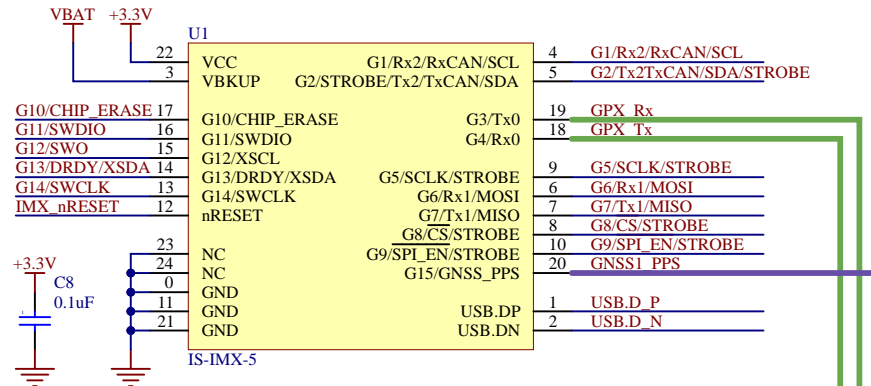 VBAT +3.3V
U1
22 VCC G1/Rx2/RxCAN/SCL 4 G1/Rx2/RxCAN/SCL
3 VBKUP G2/STROBE/Tx2/TxCAN/SDA 5 G2/Tx2TxCAN/SDA/STROBE
G10/CHIP_ERASE 17 G10/CHIP_ERASE G3/Tx0 19 GPX_Rx
G11/SWDIO 16 G11/SWDIO G4/Rx0 18 GPX_Tx
G12/SWO 15 G12/XSCL
G13/DRDY/XSDA 14 G13/DRDY/XSDA G5/SCLK/STROBE 9 G5/SCLK/STROBE
G14/SWCLK 13 G14/SWCLK G6/Rx1/MOSI 6 G6/Rx1/MOSI
IMX_nRESET 12 nRESET G7/Tx1/MISO 7 G7/Tx1/MISO
G8/CS/STROBE 8 G8/CS/STROBE
23 NC G9/SPI_EN/STROBE 10 G9/SPI_EN/STROBE
24 NC G15/GNSS_PPS 20 GNSS1_PPS
+3.3V
0 GND
C8
0.1uF
11 GND USB.DP 1 USB.D_P
21 GND USB.DN 2 USB.D_N
IS-IMX-5